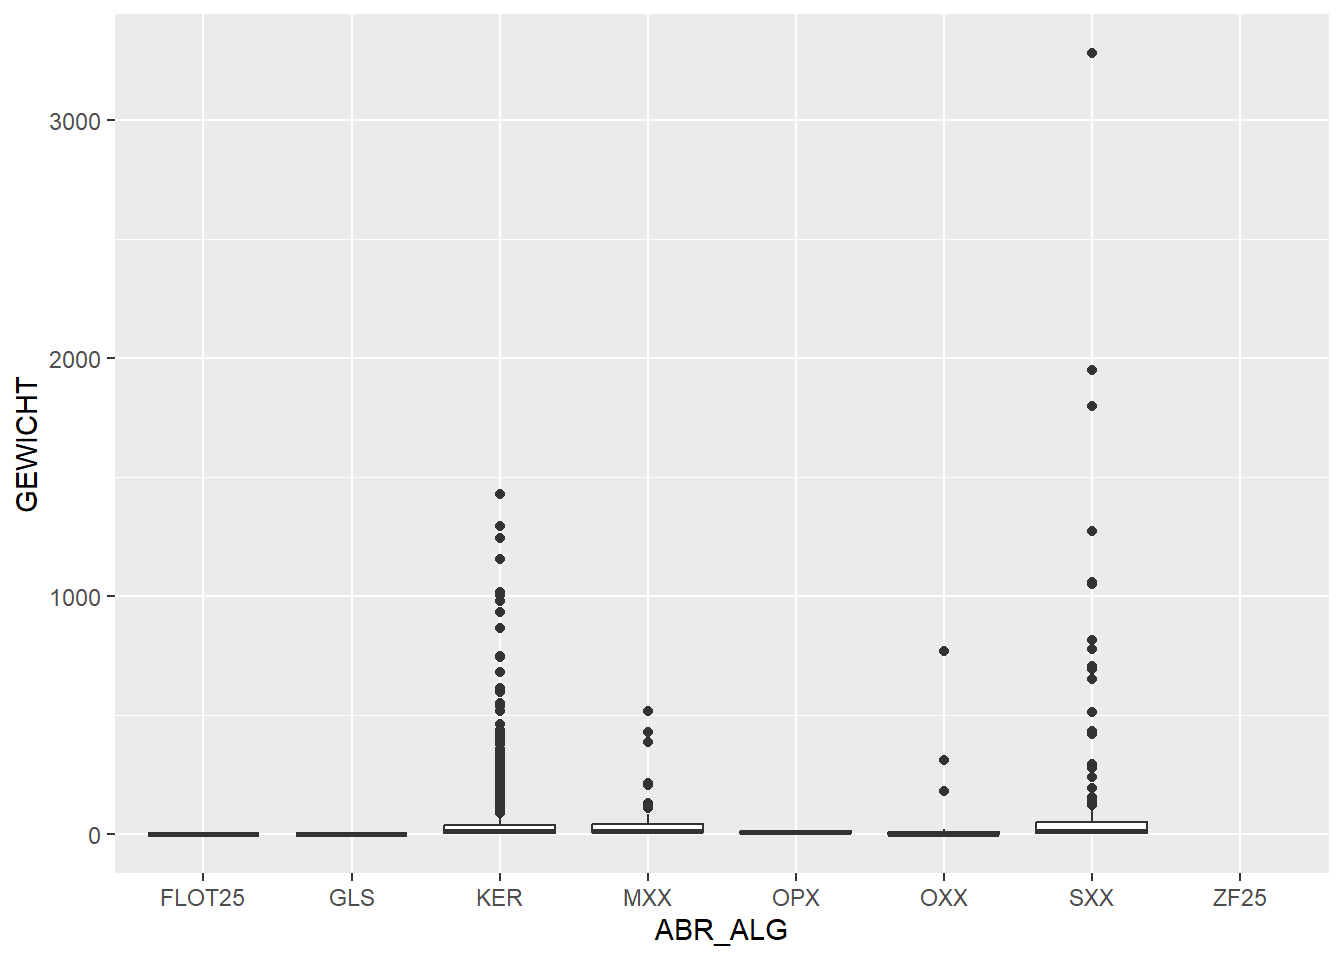 GEWICHT
3000
2000
1000
0
FLOT25 GLS KER MXX OPX OXX SXX ZF25
ABR_ALG